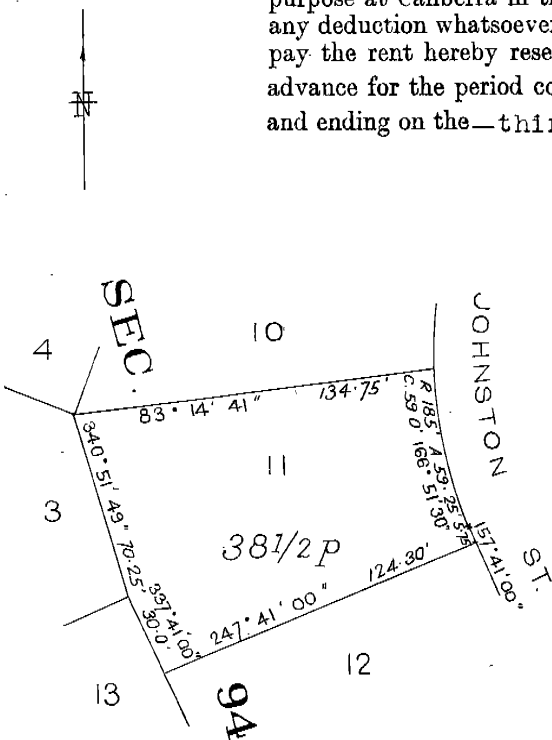 purpose at Canberra in th
any deduction whatsoever
pay the rent hereby rese
advance for the period co
and ending on the—thir
N
SEC.
10
JOHNSTON
4
83° 14' 41" 134·75'
R 185' A 59·25' 5·75
C. 59·0' 166° 51' 30"
340° 51' 49" 70·25'
11
3
38 1/2 p
157° 41' 00"
ST.
337° 41' 00"
30·0'
247° 41' 00" 124·30'
12
13
94